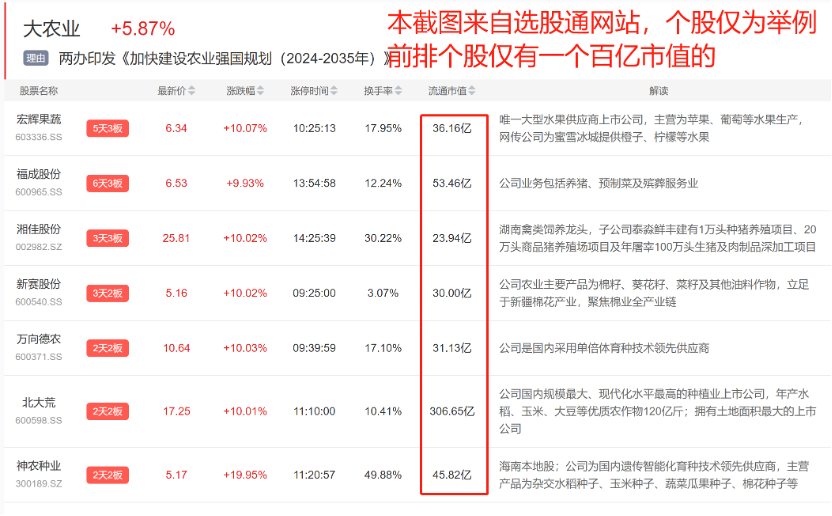 大农业 +5.87%
本截图来自选股通网站，个股仅为举例
前排个股仅有一个百亿市值的
理由 两办印发《加快建设农业强国规划（2024-2035年）》
股票名称 最新价 涨跌幅 涨停时间 换手率 流通市值 解读
宏辉果蔬
603336.SS
5天3板 6.34 +10.07% 10:25:13 17.95% 36.16亿
唯一大型水果供应商上市公司，主营为苹果、葡萄等水果生产，
网传公司为蜜雪冰城提供橙子、柠檬等水果
福成股份
600965.SS
6天3板 6.53 +9.93% 13:54:58 12.24% 53.46亿
公司业务包括养猪、预制菜及殡葬服务业
湘佳股份
002982.SZ
3天3板 25.81 +10.02% 14:25:39 30.22% 23.94亿
湖南禽类饲养龙头，子公司泰淼鲜丰建有1万头种猪养殖项目、20
万头商品猪养殖场项目及年屠宰100万头生猪及肉制品深加工项目
新赛股份
600540.SS
3天2板 5.16 +10.02% 09:25:00 3.07% 30.00亿
公司农业主要产品为棉籽、葵花籽、菜籽及其他油料作物，立足
于新疆棉花产业，聚焦棉业全产业链
万向德农
600371.SS
2天2板 10.64 +10.03% 09:39:59 17.10% 31.13亿
公司是国内采用单倍体育种技术领先供应商
北大荒
600598.SS
2天2板 17.25 +10.01% 11:10:00 10.41% 306.65亿
公司国内规模最大、现代化水平最高的种植业上市公司，年产水
稻、玉米、大豆等优质农作物120亿斤；拥有土地面积最大的上市
公司
神农种业
300189.SZ
2天2板 5.17 +19.95% 11:20:57 49.88% 45.82亿
海南本地股；公司为国内遗传智能化育种技术领先供应商，主营
产品为杂交水稻种子、玉米种子、蔬菜瓜果种子、棉花种子等